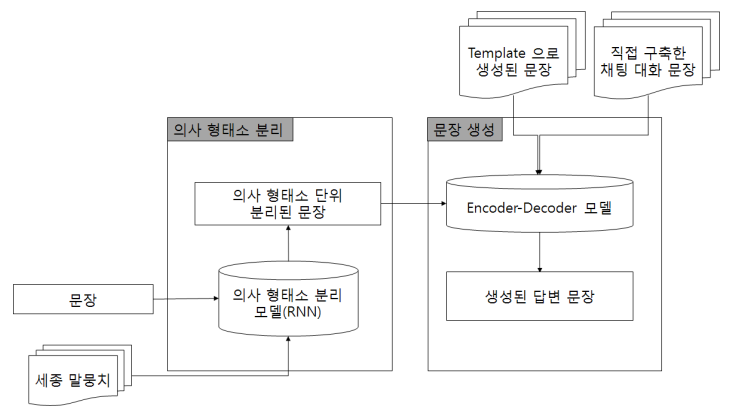 Template 으로
생성된 문장
직접 구축한
채팅 대화 문장
의사 형태소 분리
문장 생성
의사 형태소 단위
분리된 문장
Encoder-Decoder 모델
의사 형태소 분리
모델(RNN)
문장
생성된 답변 문장
세종 말뭉치